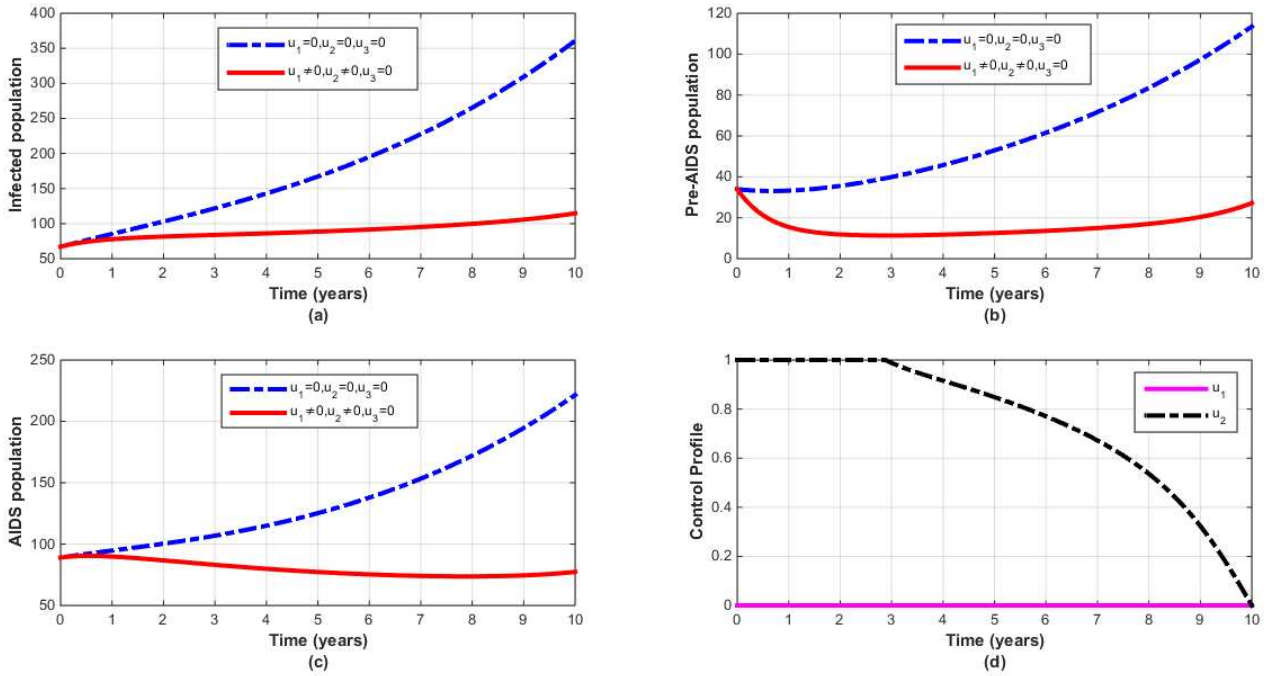 400
350
300
250
200
150
100
50
Infected population
u1=0,u2=0,u3=0
u1≠0,u2≠0,u3=0
0 1 2 3 4 5 6 7 8 9 10
Time (years)
(a)
120
100
80
60
40
20
0
Pre-AIDS population
u1=0,u2=0,u3=0
u1≠0,u2≠0,u3=0
0 1 2 3 4 5 6 7 8 9 10
Time (years)
(b)
250
200
150
100
50
AIDS population
u1=0,u2=0,u3=0
u1≠0,u2≠0,u3=0
0 1 2 3 4 5 6 7 8 9 10
Time (years)
(c)
1
0.8
0.6
0.4
0.2
0
Control Profile
u1
u2
0 1 2 3 4 5 6 7 8 9 10
Time (years)
(d)